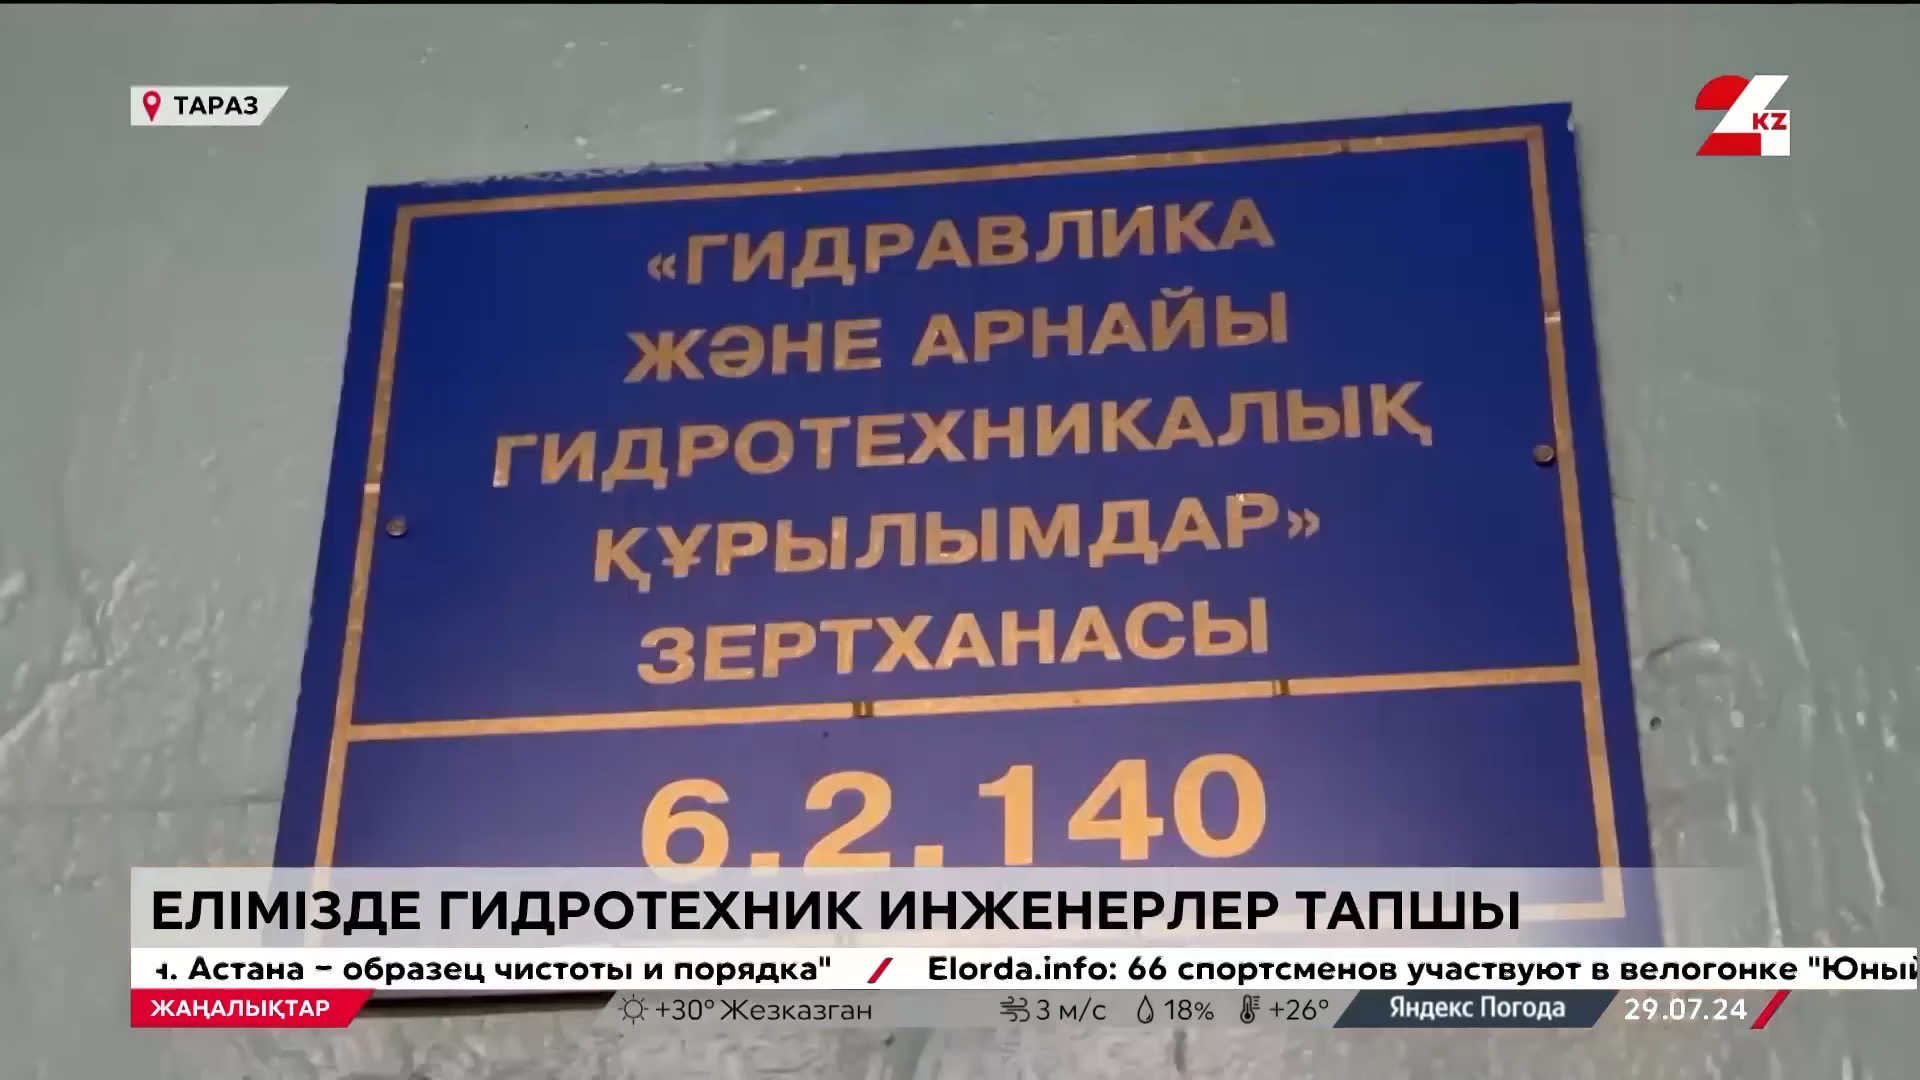 ТАРАЗ
24 KZ
«ГИДРАВЛИКА
ЖӘНЕ АРНАЙЫ
ГИДРОТЕХНИКАЛЫҚ
ҚҰРЫЛЫМДАР»
ЗЕРТХАНАСЫ
6.2.140
ЕЛІМІЗДЕ ГИДРОТЕХНИК ИНЖЕНЕРЛЕР ТАПШЫ
Астана – образец чистоты и порядка" / Elorda.info: 66 спортсменов участвуют в велогонке "Юный
ЖАҢАЛЫҚТАР +30° Жезказган 3 м/с 18% +26° Яндекс Погода 29.07.24